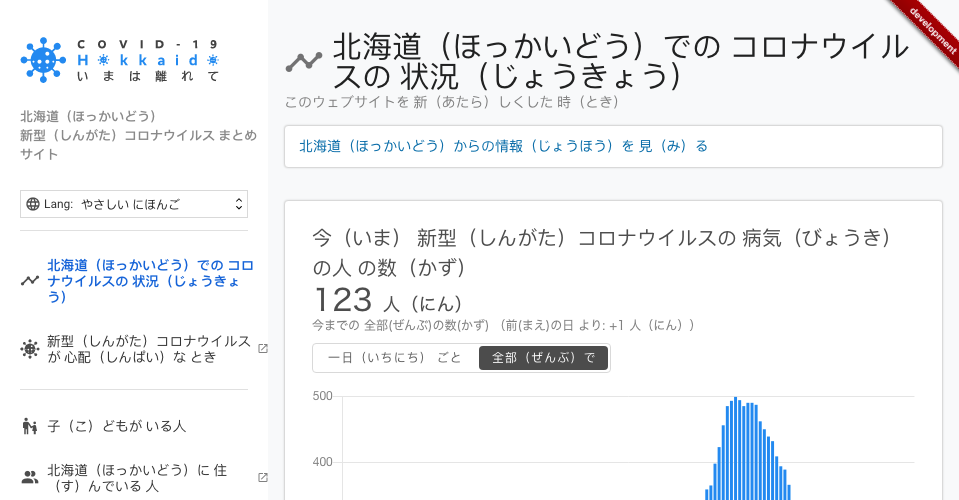 COVID-19
Hokkaido
いまは離れて
北海道（ほっかいどう）
新型（しんがた）コロナウイルス まとめ
サイト
Lang: やさしい にほんご
北海道（ほっかいどう）での コロ
ナウイルスの 状況（じょうきょ
う）
新型（しんがた）コロナウイルス
が 心配（しんぱい）な とき
子（こ）どもが いる人
北海道（ほっかいどう）に 住
（す）んでいる 人
development
北海道（ほっかいどう）での コロナウイル
スの 状況（じょうきょう）
このウェブサイトを 新（あたら）しくした 時（とき）
北海道（ほっかいどう）からの情報（じょうほう）を 見（み）る
今（いま） 新型（しんがた）コロナウイルスの 病気（びょうき）
の人 の数（かず）
123 人（にん）
今までの 全部(ぜんぶ)の数(かず) （前(まえ)の日 より: +1 人（にん））
一日（いちにち） ごと
全部（ぜんぶ）で
500
400